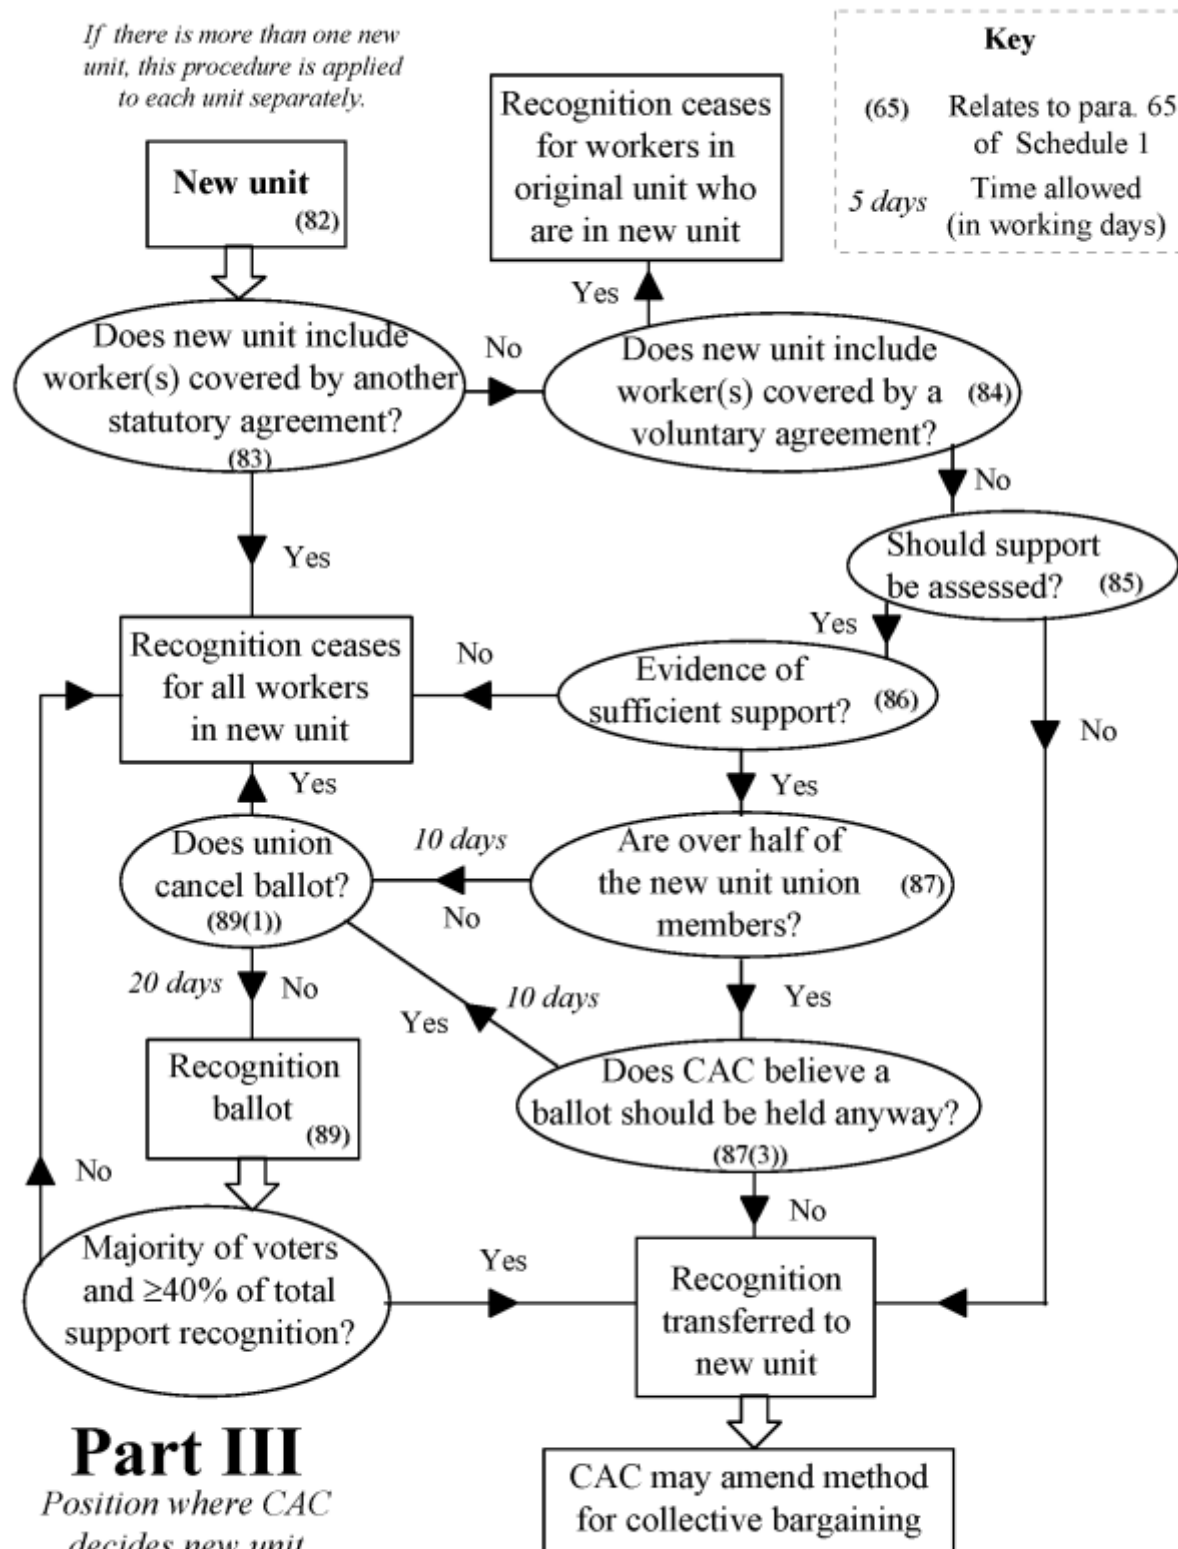 If there is more than one new
unit, this procedure is applied
to each unit separately.
Key
(65) Relates to para. 65
of Schedule 1
5 days Time allowed
(in working days)
New unit
(82)
Recognition ceases
for workers in
original unit who
are in new unit
Yes
Does new unit include
worker(s) covered by another
statutory agreement?
(83)
No
Does new unit include
worker(s) covered by a
voluntary agreement?
(84)
No
Yes
Should support
be assessed?
(85)
Yes
No
Recognition ceases
for all workers
in new unit
No
Evidence of
sufficient support?
(86)
Yes
Yes
Does union
cancel ballot?
(89(1))
10 days
No
Are over half of
the new unit union
members?
(87)
20 days
No
10 days
Yes
Yes
Recognition
ballot
(89)
Does CAC believe a
ballot should be held anyway?
(87(3))
No
No
Majority of voters
and ≥40% of total
support recognition?
Yes
Recognition
transferred to
new unit
Part III
Position where CAC
decides new unit
CAC may amend method
for collective bargaining